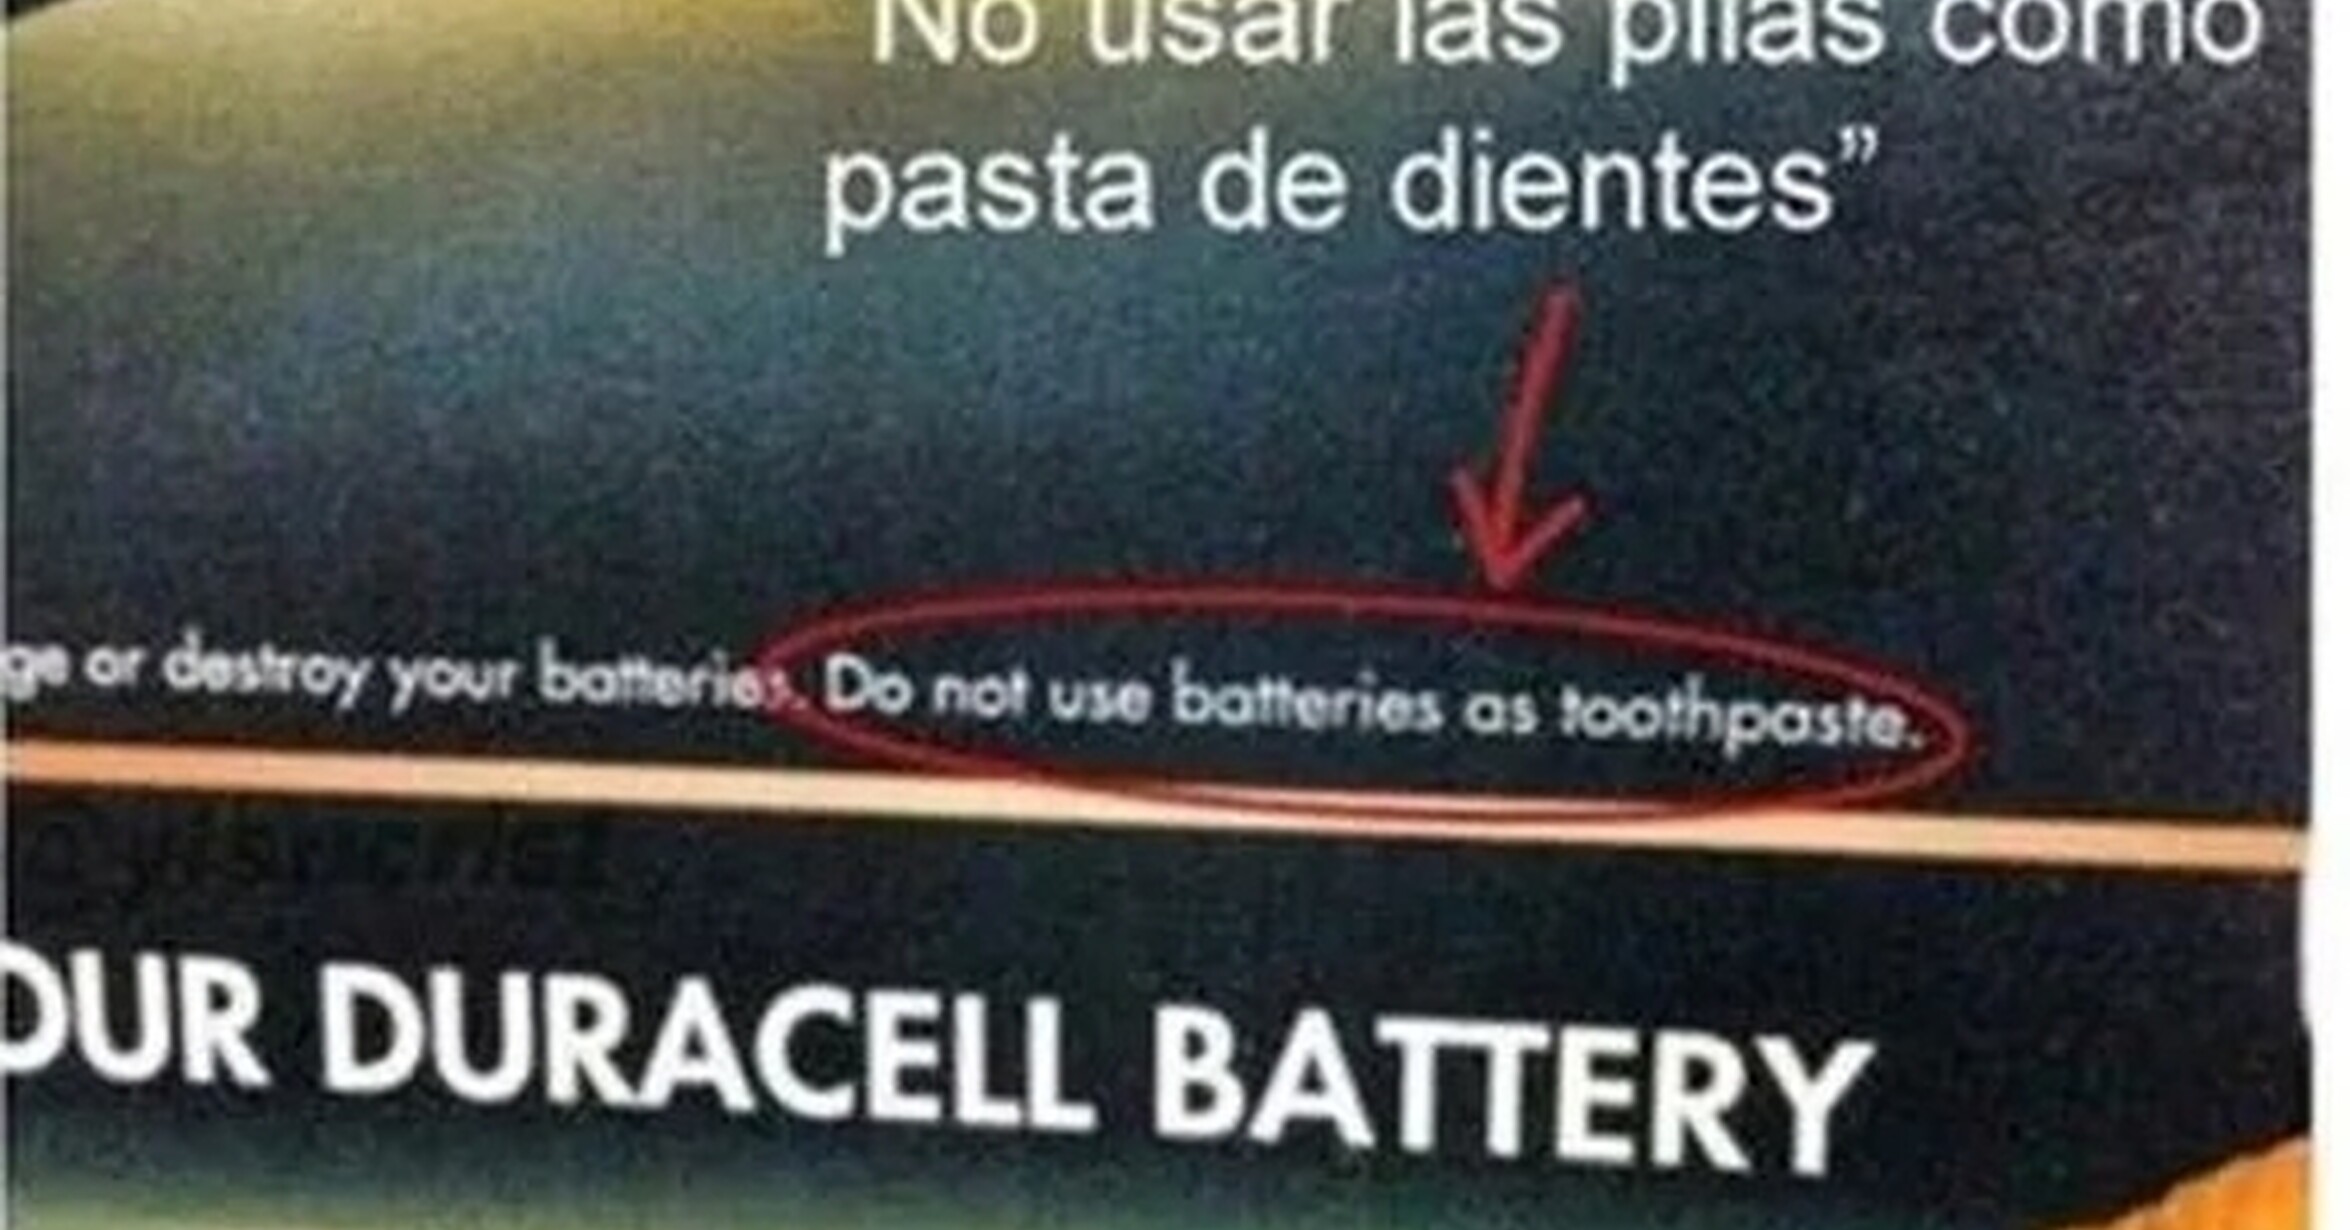 No usar las pilas como
pasta de dientes”
ge or destroy your batteries. Do not use batteries as toothpaste.
OUR DURACELL BATTERY